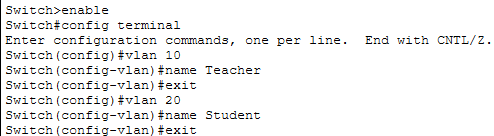 Switch>enable
Switch#config terminal
Enter configuration commands, one per line.  End with CNTL/Z.
Switch(config)#vlan 10
Switch(config-vlan)#name Teacher
Switch(config-vlan)#exit
Switch(config)#vlan 20
Switch(config-vlan)#name Student
Switch(config-vlan)#exit